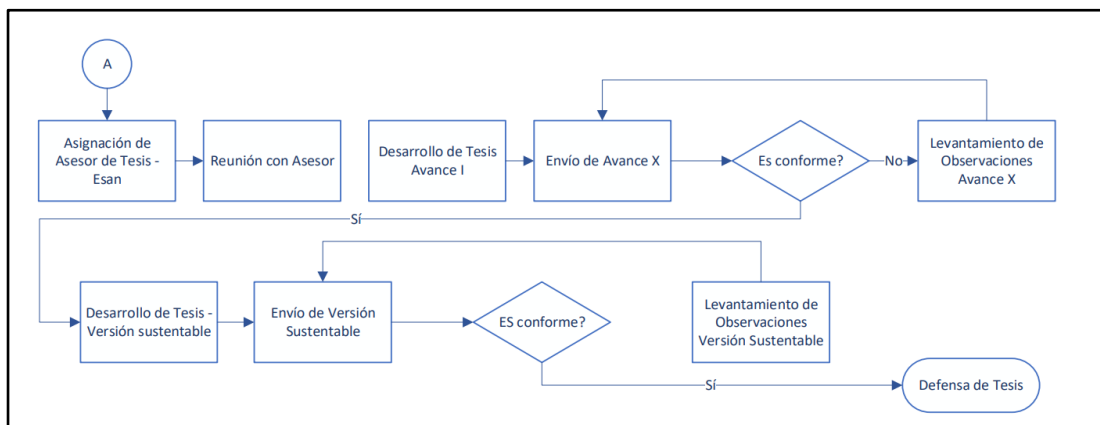 A
Asignación de
Asesor de Tesis -
Esan
Reunión con Asesor
Desarrollo de Tesis
Avance I
Envío de Avance X
Es conforme?
No
Levantamiento de
Observaciones
Avance X
Sí
Desarrollo de Tesis -
Versión sustentable
Envío de Versión
Sustentable
ES conforme?
Levantamiento de
Observaciones
Versión Sustentable
Sí
Defensa de Tesis